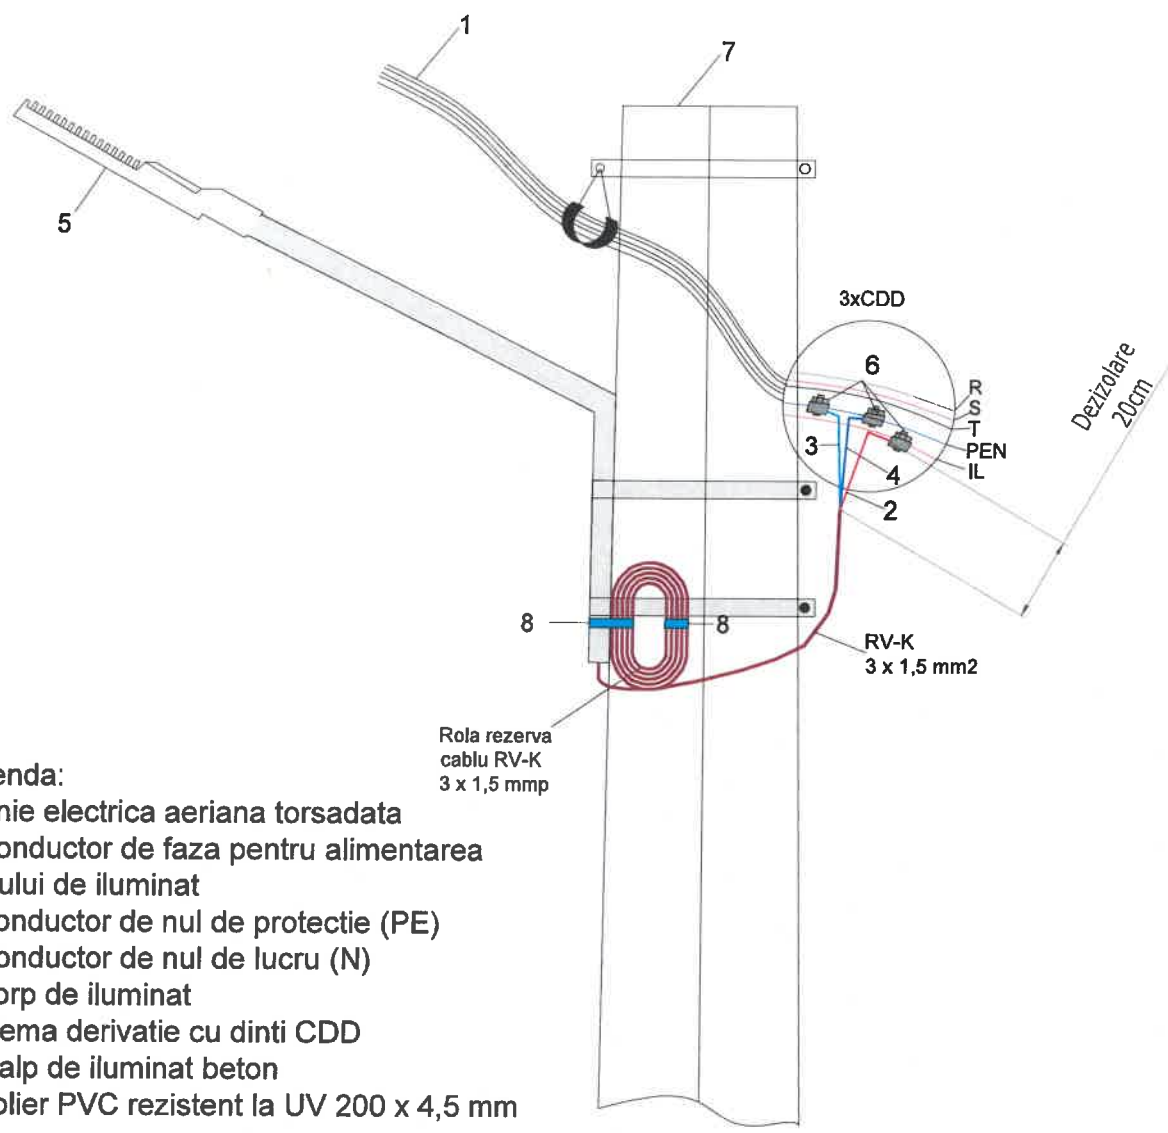 1
7
5
3xCDD
6
R
S
T
PEN
IL
3
4
2
Dezizolare
20cm
8
8
RV-K
3 x 1,5 mm2
Rola rezerva
cablu RV-K
3 x 1,5 mmp
enda:
nie electrica aeriana torsadata
onductor de faza pentru alimentarea
ului de iluminat
onductor de nul de protectie (PE)
onductor de nul de lucru (N)
orp de iluminat
ema derivatie cu dinti CDD
alp de iluminat beton
olier PVC rezistent la UV 200 x 4,5 mm